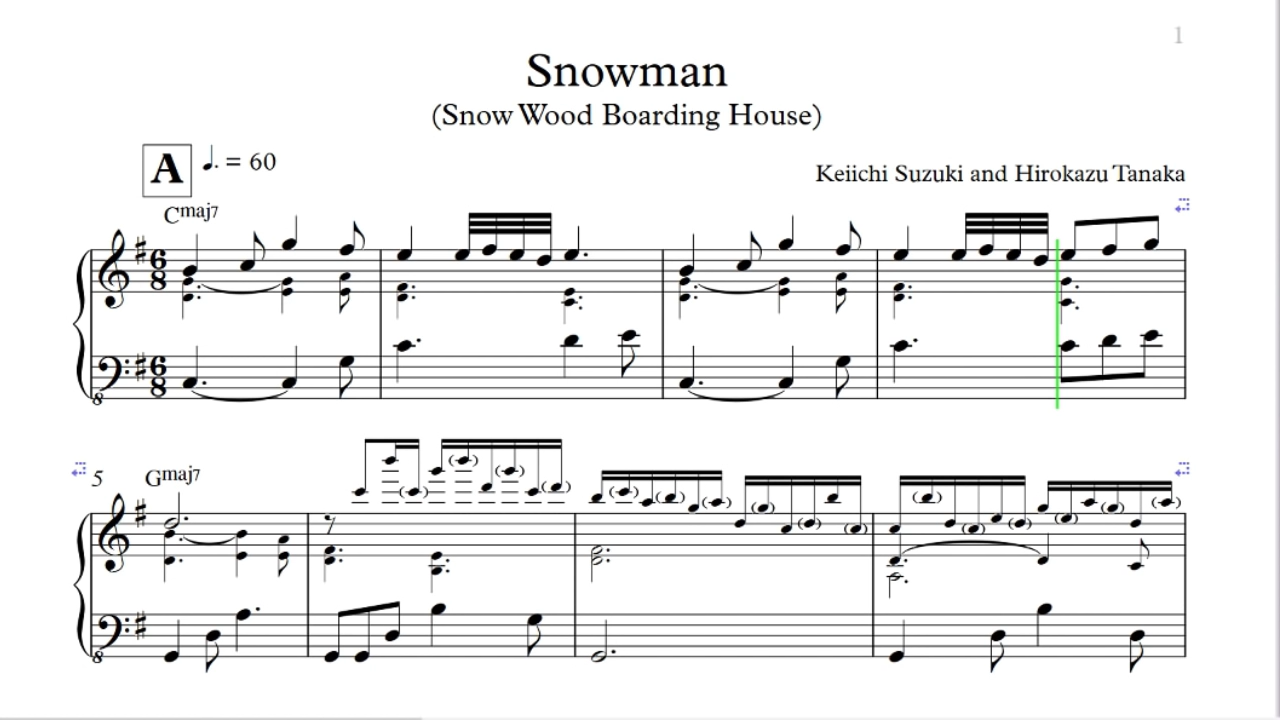 1
Snowman
(Snow Wood Boarding House)
A ♩. = 60
Keiichi Suzuki and Hirokazu Tanaka
Cmaj7
6
8
6
8
8
5
Gmaj7
8